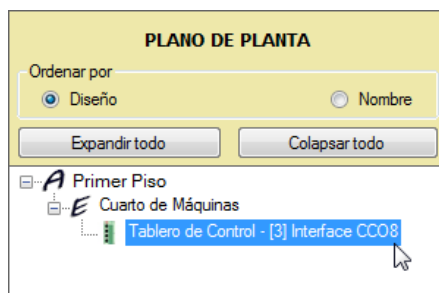 PLANO DE PLANTA
Ordenar por
Diseño Nombre
Expandir todo Colapsar todo
A Primer Piso
E Cuarto de Máquinas
Tablero de Control - [3] Interface CCO8